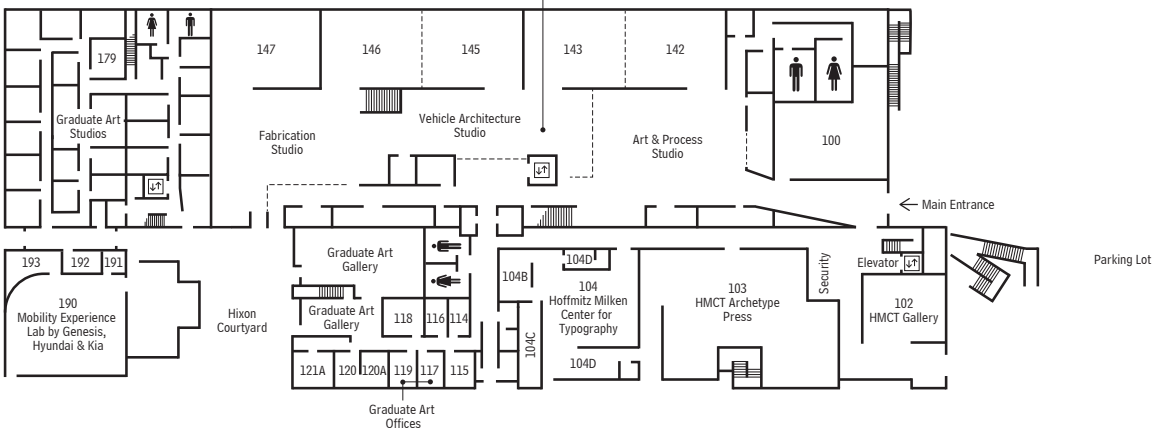 179
147
146
145
143
142
Graduate Art
Studios
Fabrication
Studio
Vehicle Architecture
Studio
Art & Process
Studio
100
Main Entrance
193
192
191
190
Mobility Experience
Lab by Genesis,
Hyundai & Kia
Hixon
Courtyard
Graduate Art
Gallery
Graduate Art
Gallery
118
116
114
121A
120
120A
119
117
115
Graduate Art
Offices
104B
104D
104
Hoffmitz Milken
Center for
Typography
104C
104D
103
HMCT Archetype
Press
Security
Elevator
102
HMCT Gallery
Parking Lot